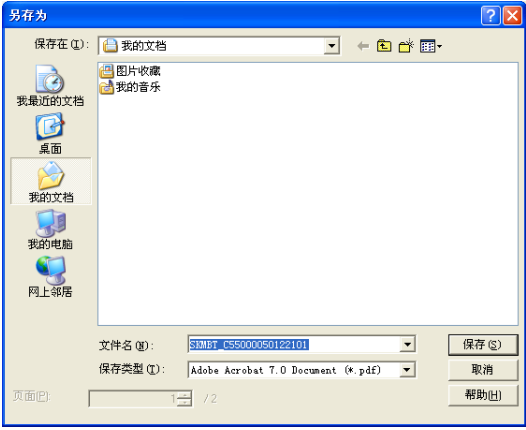 另存为
保存在(I):
我的文档
图片收藏
我的音乐
我最近的文档
桌面
我的文档
我的电脑
网上邻居
文件名(N):
SKMBT_C55000050122101
保存(S)
保存类型(T):
Adobe Acrobat 7.0 Document (*.pdf)
取消
页面(P):
1
/2
帮助(H)